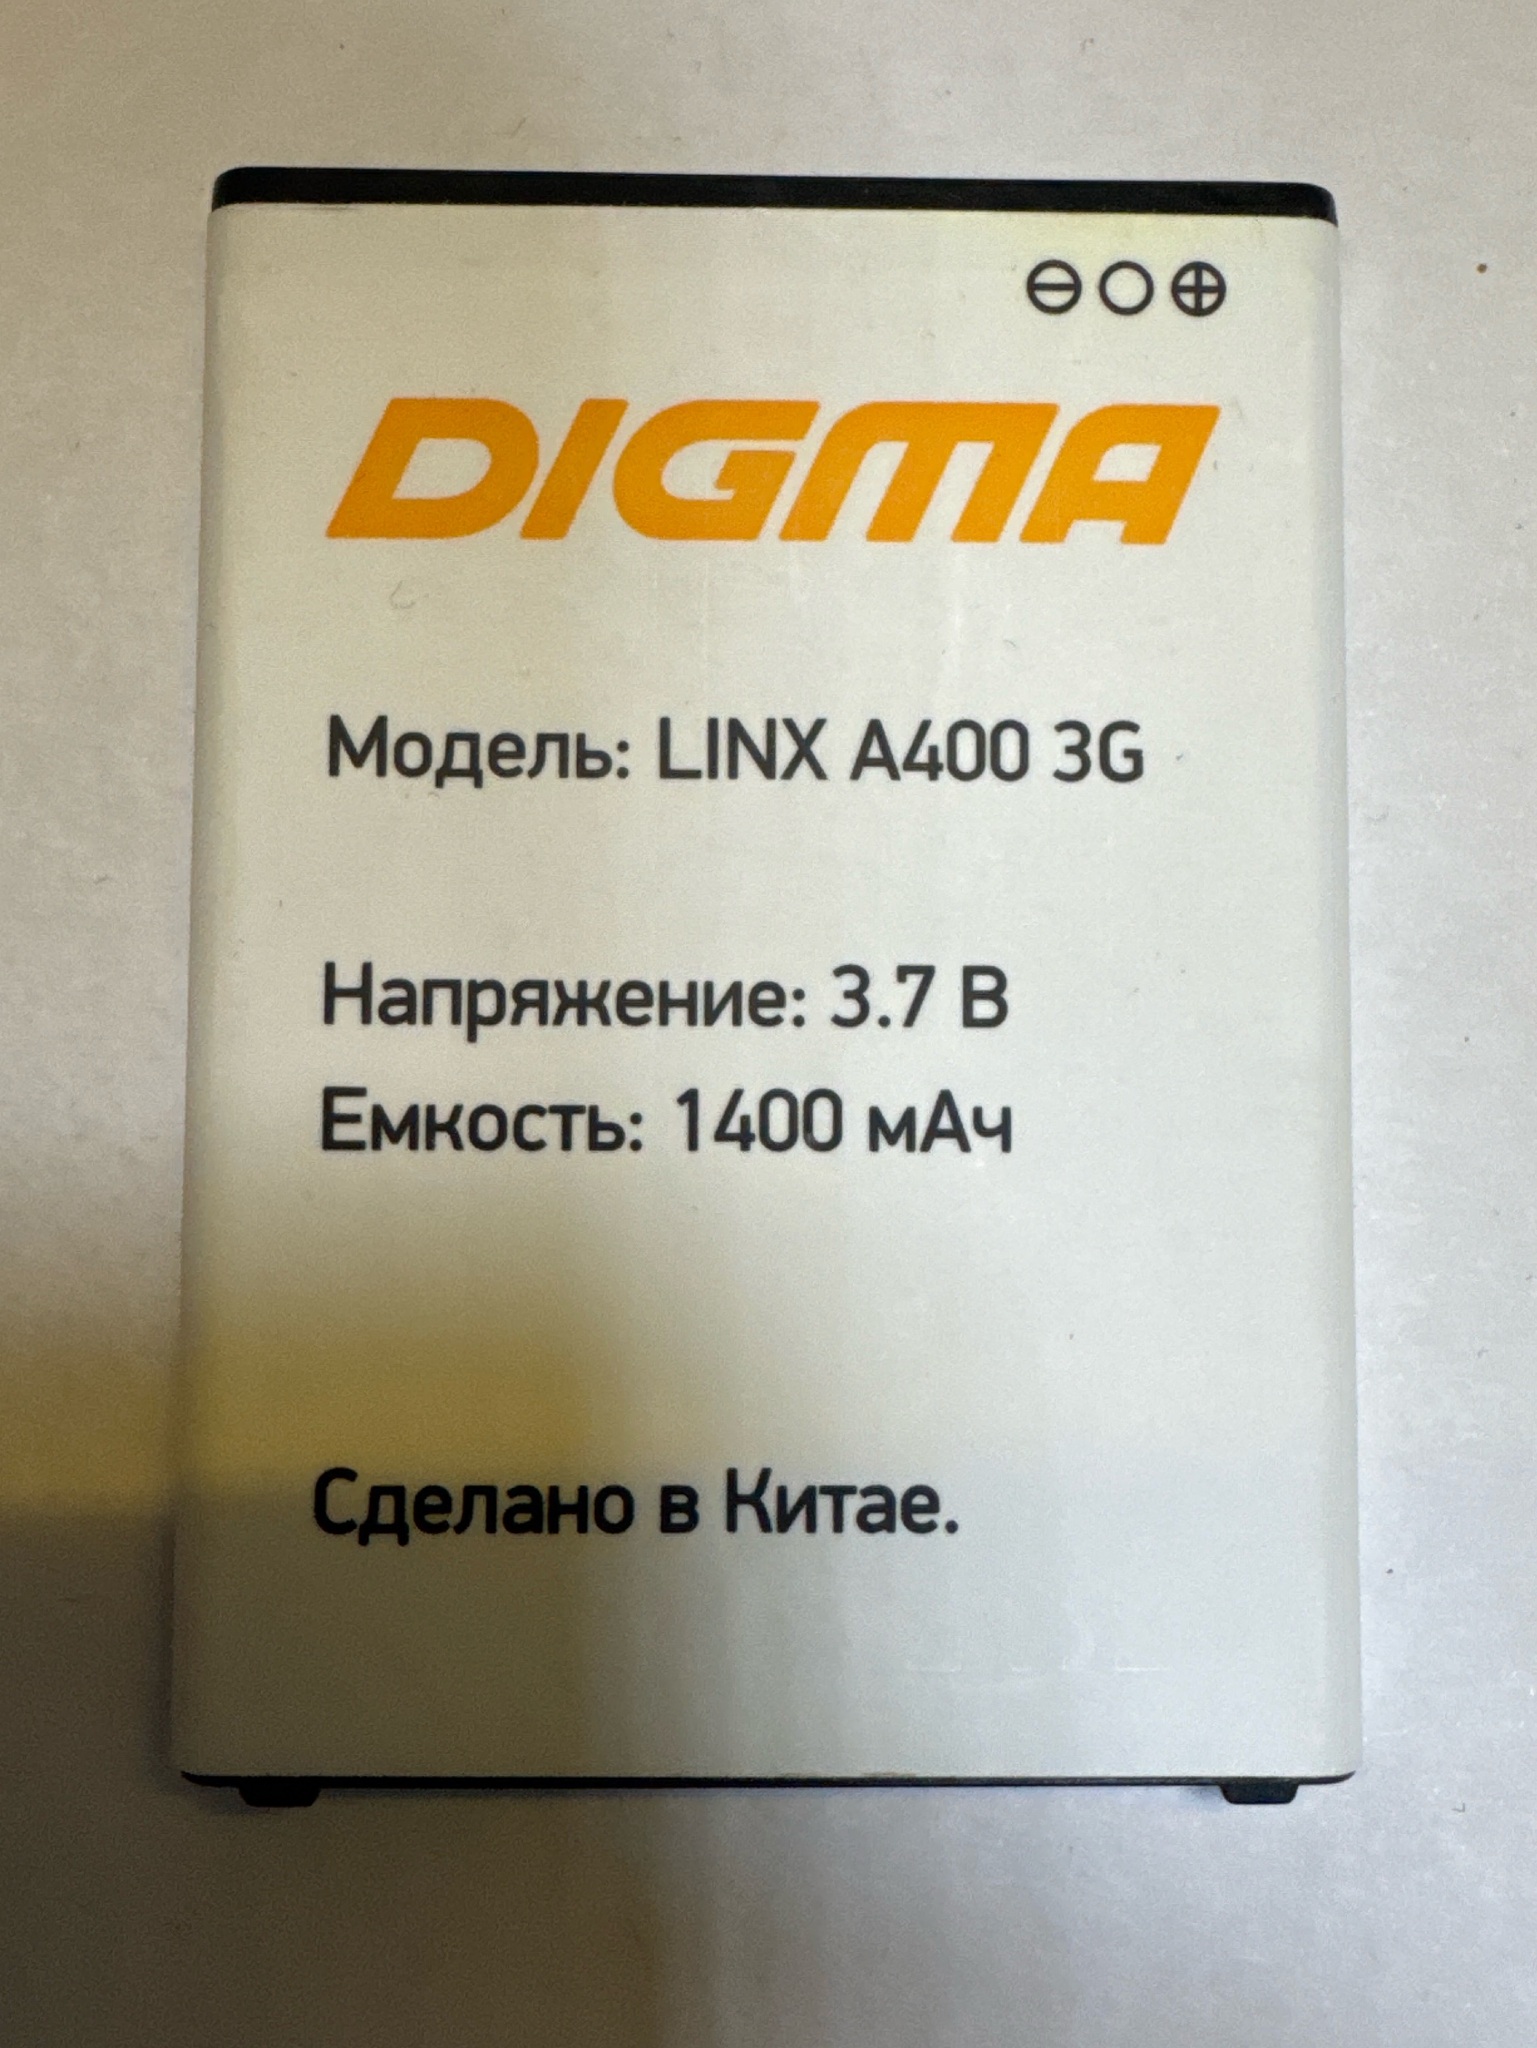 ⊖○⊕
DIGMA
Модель: LINX A400 3G
Напряжение: 3.7 В
Емкость: 1400 мАч
Сделано в Китае.